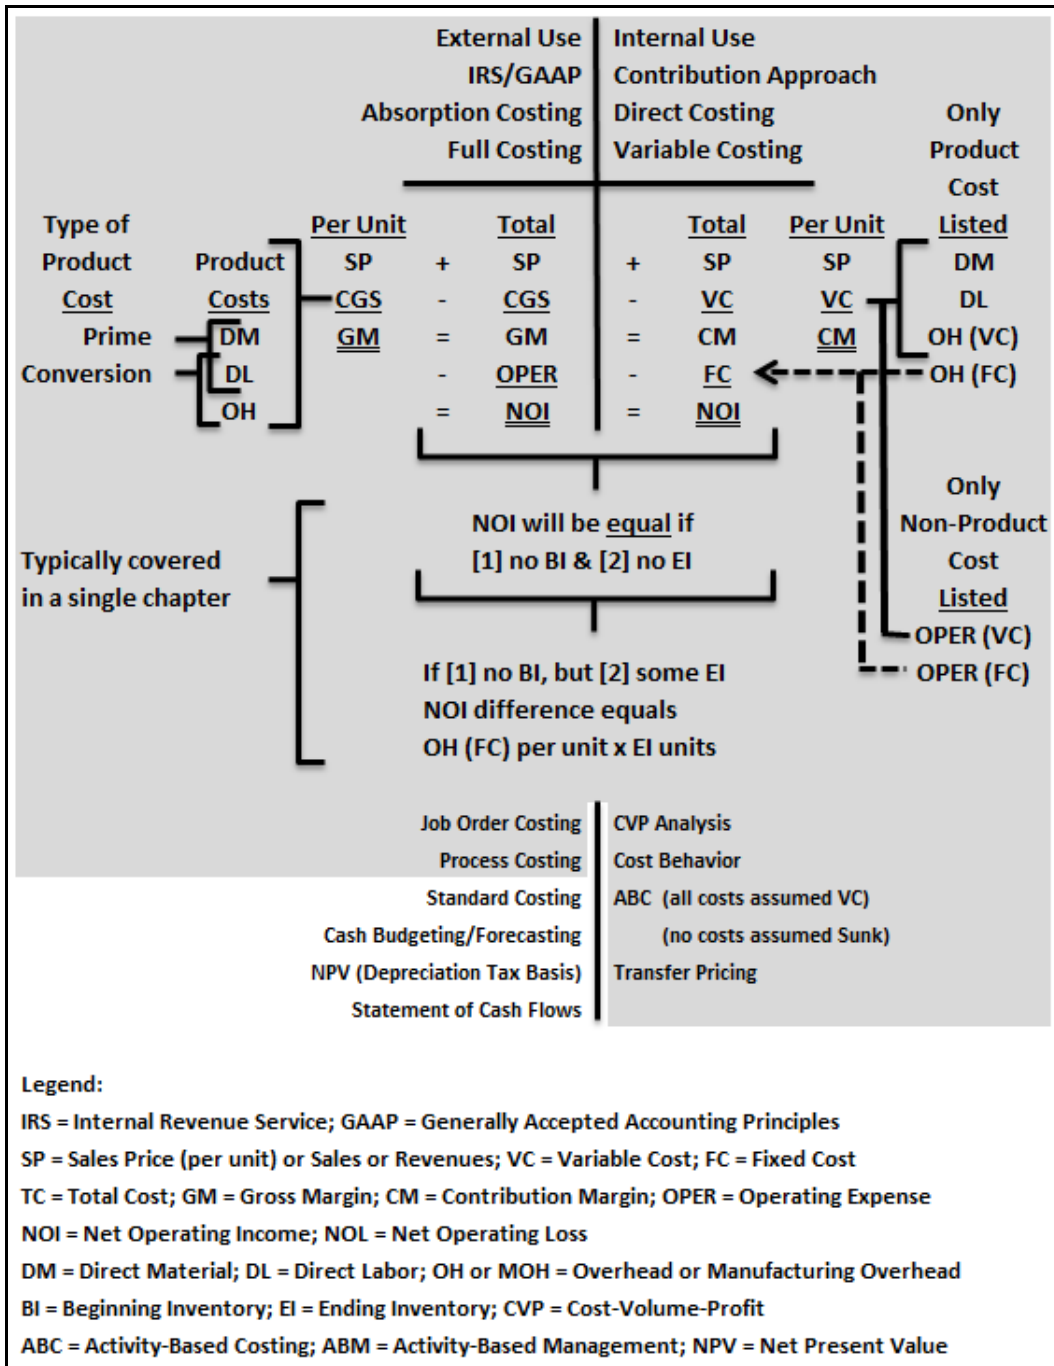 External Use Internal Use
IRS/GAAP Contribution Approach
Absorption Costing Direct Costing Only
Full Costing Variable Costing Product
Cost
Type of Per Unit Total Total Per Unit Listed
Product Product SP + SP + SP SP DM
Cost Costs CGS - CGS - VC VC DL
Prime DM GM = GM = CM CM OH (VC)
Conversion DL - OPER - FC OH (FC)
OH = NOI = NOI
Only
NOI will be equal if Non-Product
Typically covered [1] no BI & [2] no EI Cost
in a single chapter Listed
OPER (VC)
If [1] no BI, but [2] some EI OPER (FC)
NOI difference equals
OH (FC) per unit x EI units
Job Order Costing CVP Analysis
Process Costing Cost Behavior
Standard Costing ABC (all costs assumed VC)
Cash Budgeting/Forecasting (no costs assumed Sunk)
NPV (Depreciation Tax Basis) Transfer Pricing
Statement of Cash Flows
Legend:
IRS = Internal Revenue Service; GAAP = Generally Accepted Accounting Principles
SP = Sales Price (per unit) or Sales or Revenues; VC = Variable Cost; FC = Fixed Cost
TC = Total Cost; GM = Gross Margin; CM = Contribution Margin; OPER = Operating Expense
NOI = Net Operating Income; NOL = Net Operating Loss
DM = Direct Material; DL = Direct Labor; OH or MOH = Overhead or Manufacturing Overhead
BI = Beginning Inventory; EI = Ending Inventory; CVP = Cost-Volume-Profit
ABC = Activity-Based Costing; ABM = Activity-Based Management; NPV = Net Present Value